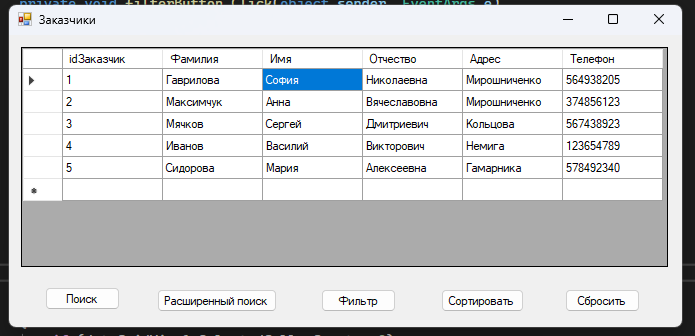 private void filterButton_Click(object sender, EventArgs e)
Заказчики
idЗаказчик Фамилия Имя Отчество Адрес Телефон
1 Гаврилова София Николаевна Мирошниченко 564938205
2 Максимчук Анна Вячеславовна Мирошниченко 374856123
3 Мячков Сергей Дмитриевич Кольцова 567438923
4 Иванов Василий Викторович Немига 123654789
5 Сидорова Мария Алексеевна Гамарника 578492340
Поиск Расширенный поиск Фильтр Сортировать Сбросить